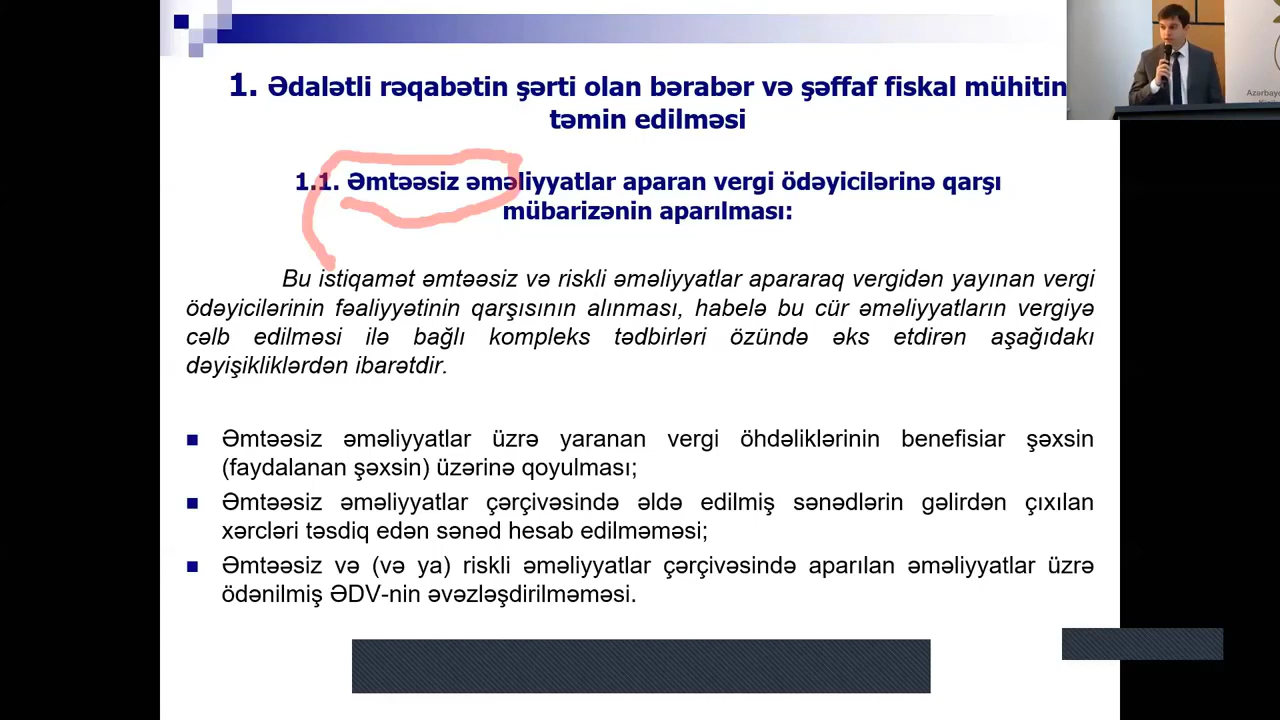 1. Ədalətli rəqabətin şərti olan bərabər və şəffaf fiskal mühitin
təmin edilməsi
1.1. Əmtəəsiz əməliyyatlar aparan vergi ödəyicilərinə qarşı
mübarizənin aparılması:
Bu istiqamət əmtəəsiz və riskli əməliyyatlar apararaq vergidən yayınan vergi
ödəyicilərinin fəaliyyətinin qarşısının alınması, habelə bu cür əməliyyatların vergiyə
cəlb edilməsi ilə bağlı kompleks tədbirləri özündə əks etdirən aşağıdakı
dəyişikliklərdən ibarətdir.
■ Əmtəəsiz əməliyyatlar üzrə yaranan vergi öhdəliklərinin benefisiar şəxsin
(faydalanan şəxsin) üzərinə qoyulması;
■ Əmtəəsiz əməliyyatlar çərçivəsində əldə edilmiş sənədlərin gəlirdən çıxılan
xərcləri təsdiq edən sənəd hesab edilməməsi;
■ Əmtəəsiz və (və ya) riskli əməliyyatlar çərçivəsində aparılan əməliyyatlar üzrə
ödənilmiş ƏDV-nin əvəzləşdirilməməsi.